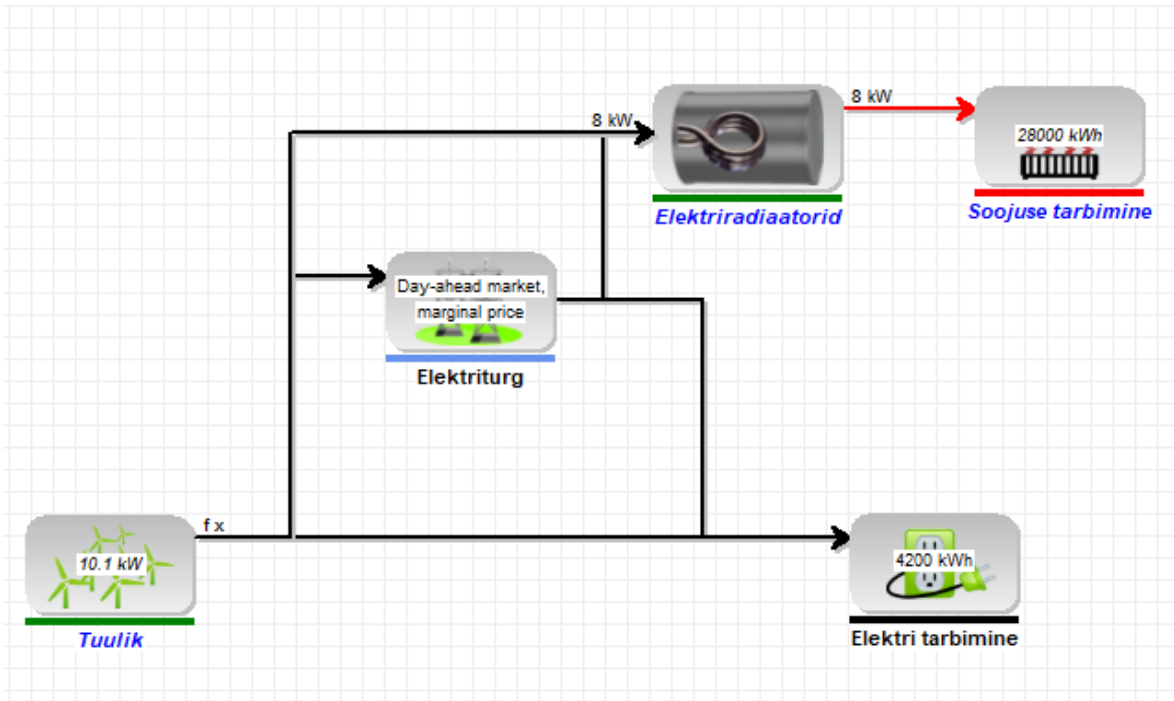 8 kW
8 kW
28000 kWh
Elektriradiaatorid
Soojuse tarbimine
Day-ahead market,
marginal price
Elektriturg
f x
10.1 kW
4200 kWh
Tuulik
Elektri tarbimine